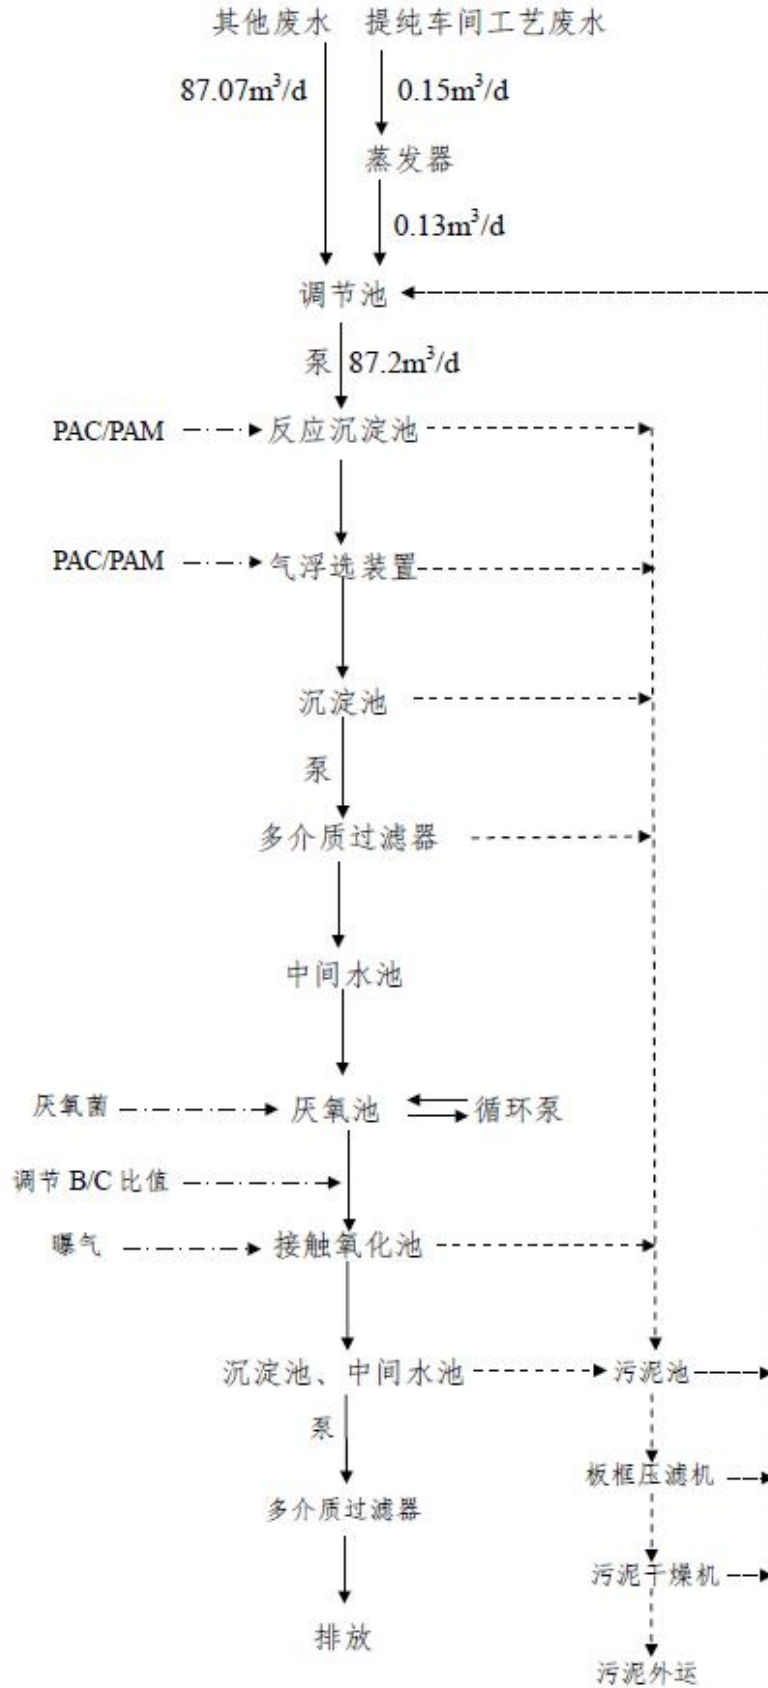 其他废水 提纯车间工艺废水
87.07m³/d 0.15m³/d
蒸发器
0.13m³/d
调节池
泵 87.2m³/d
PAC/PAM 反应沉淀池
PAC/PAM 气浮选装置
沉淀池
泵
多介质过滤器
中间水池
厌氧菌 厌氧池 循环泵
调节 B/C 比值
曝气 接触氧化池
沉淀池、中间水池 污泥池
泵
板框压滤机
多介质过滤器
污泥干燥机
排放
污泥外运